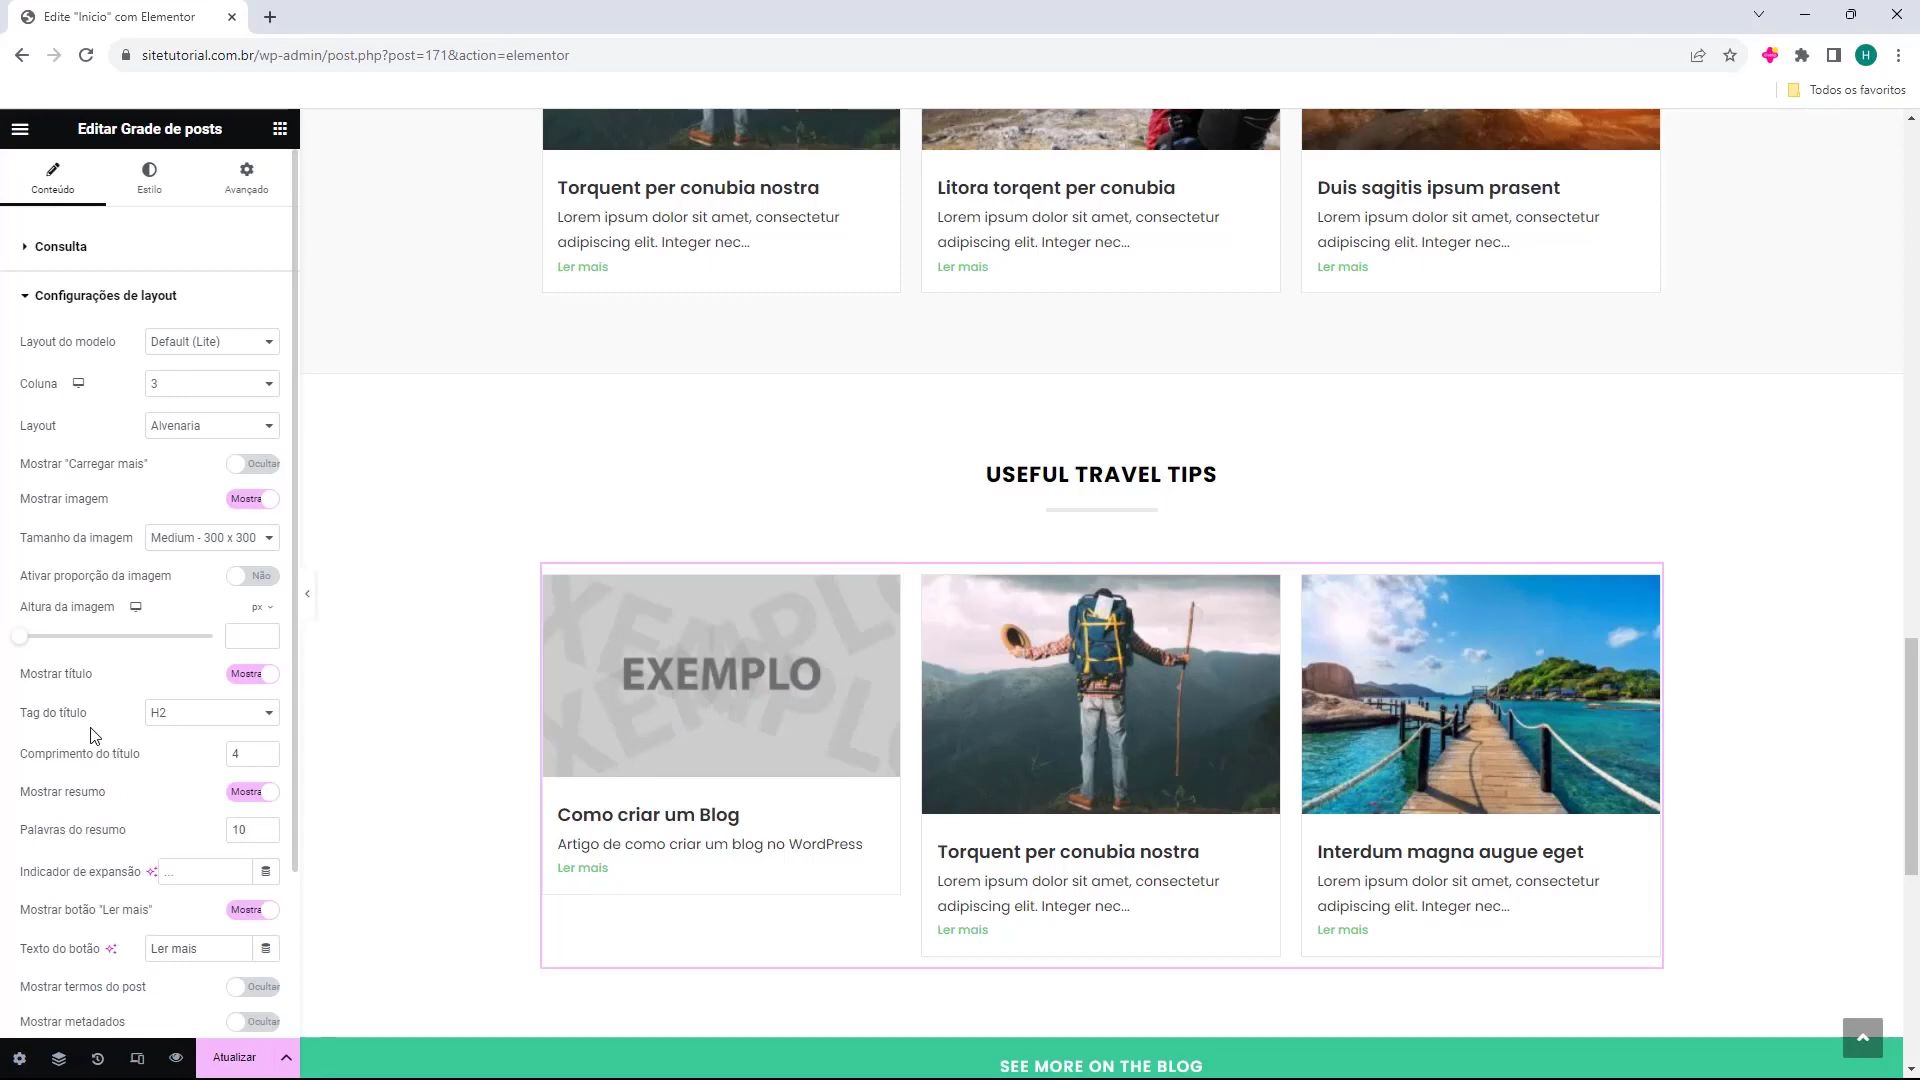 Edite "Inicio" com Elementor
sitetutorial.com.br/wp-admin/post.php?post=171&action=elementor
H
Todos os favoritos
Editar Grade de posts
Conteúdo
Estilo
Avançado
Consulta
Configurações de layout
Layout do modelo
Default (Lite)
Coluna
3
Layout
Alvenaria
Mostrar "Carregar mais"
Ocultar
Mostrar imagem
Mostra
Tamanho da imagem
Medium - 300 x 300
Ativar proporção da imagem
Não
Altura da imagem
px
Mostrar título
Mostra
Tag do título
H2
Comprimento do título
4
Mostrar resumo
Mostra
Palavras do resumo
10
Indicador de expansão
...
Mostrar botão "Ler mais"
Mostra
Texto do botão
Ler mais
Mostrar termos do post
Ocultar
Mostrar metadados
Ocultar
Atualizar
Torquent per conubia nostra
Lorem ipsum dolor sit amet, consectetur
adipiscing elit. Integer nec...
Ler mais
Litora torqent per conubia
Lorem ipsum dolor sit amet, consectetur
adipiscing elit. Integer nec...
Ler mais
Duis sagitis ipsum prasent
Lorem ipsum dolor sit amet, consectetur
adipiscing elit. Integer nec...
Ler mais
USEFUL TRAVEL TIPS
EXEMPLO
Como criar um Blog
Artigo de como criar um blog no WordPress
Ler mais
Torquent per conubia nostra
Lorem ipsum dolor sit amet, consectetur
adipiscing elit. Integer nec...
Ler mais
Interdum magna augue eget
Lorem ipsum dolor sit amet, consectetur
adipiscing elit. Integer nec...
Ler mais
SEE MORE ON THE BLOG